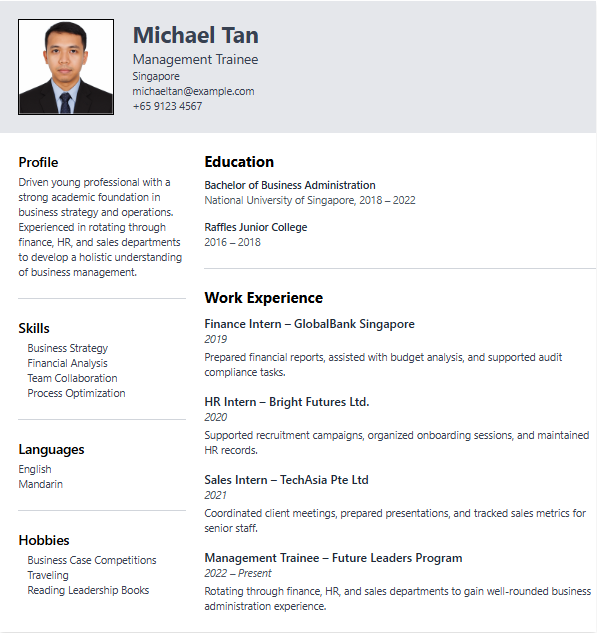 Michael Tan
Management Trainee
Singapore
michaeltan@example.com
+65 9123 4567
Profile
Driven young professional with a
strong academic foundation in
business strategy and operations.
Experienced in rotating through
finance, HR, and sales departments
to develop a holistic understanding
of business management.
Skills
Business Strategy
Financial Analysis
Team Collaboration
Process Optimization
Languages
English
Mandarin
Hobbies
Business Case Competitions
Traveling
Reading Leadership Books
Education
Bachelor of Business Administration
National University of Singapore, 2018 – 2022
Raffles Junior College
2016 – 2018
Work Experience
Finance Intern – GlobalBank Singapore
2019
Prepared financial reports, assisted with budget analysis, and supported audit
compliance tasks.
HR Intern – Bright Futures Ltd.
2020
Supported recruitment campaigns, organized onboarding sessions, and maintained
HR records.
Sales Intern – TechAsia Pte Ltd
2021
Coordinated client meetings, prepared presentations, and tracked sales metrics for
senior staff.
Management Trainee – Future Leaders Program
2022 – Present
Rotating through finance, HR, and sales departments to gain well-rounded business
administration experience.